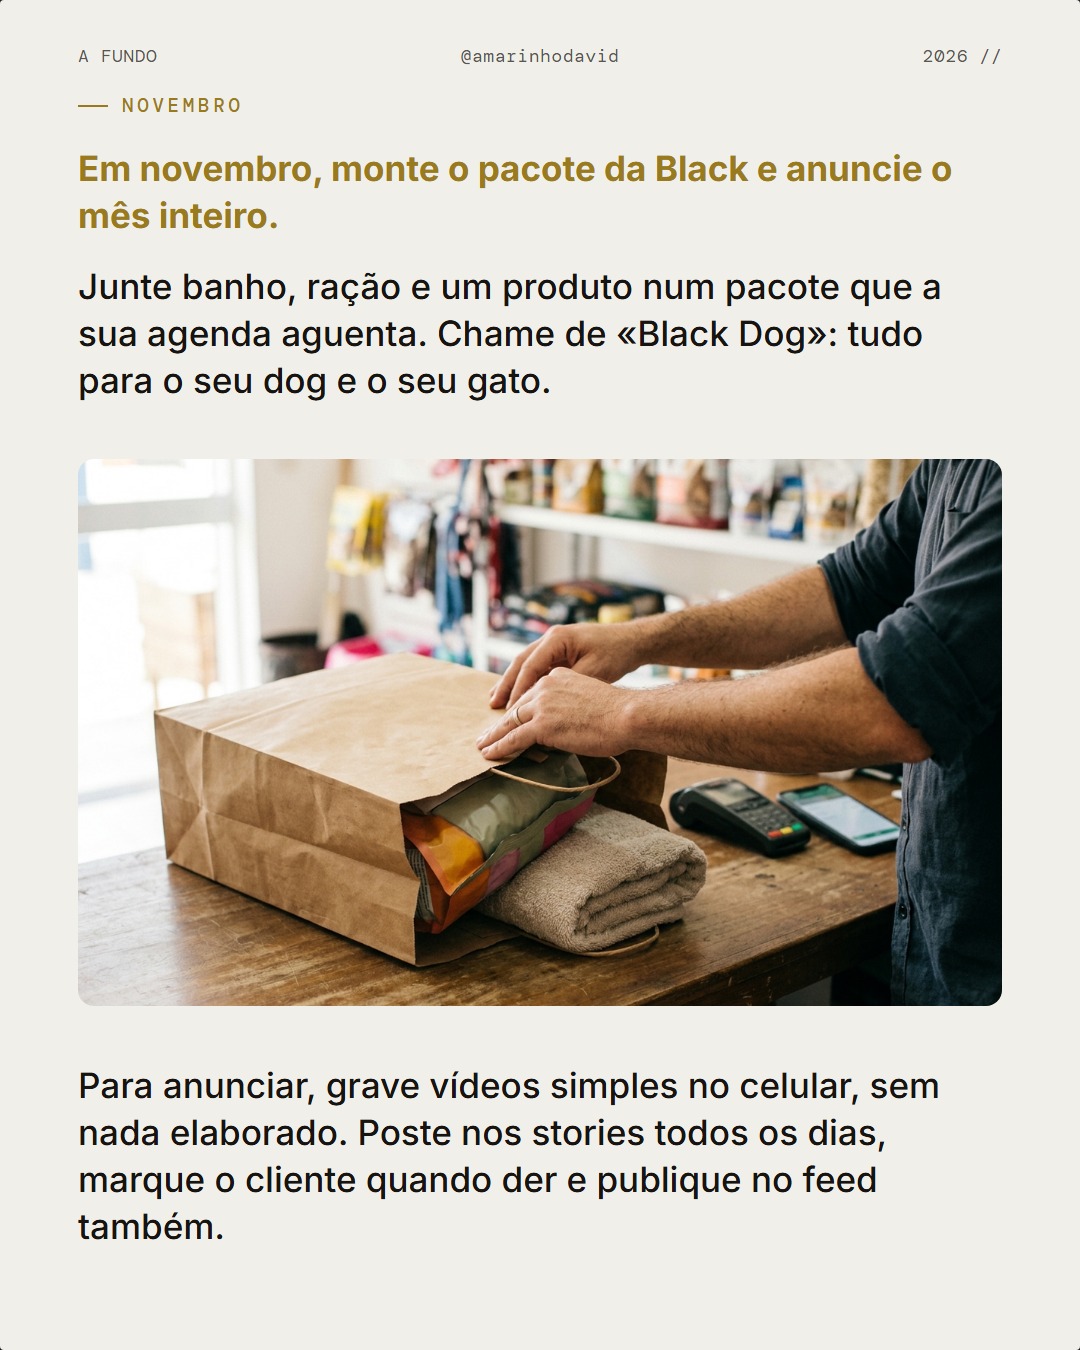 A FUNDO
@amarinhodavid
2026 //
NOVEMBRO
Em novembro, monte o pacote da Black e anuncie o
mês inteiro.
Junte banho, ração e um produto num pacote que a
sua agenda aguenta. Chame de «Black Dog»: tudo
para o seu dog e o seu gato.
Para anunciar, grave vídeos simples no celular, sem
nada elaborado. Poste nos stories todos os dias,
marque o cliente quando der e publique no feed
também.